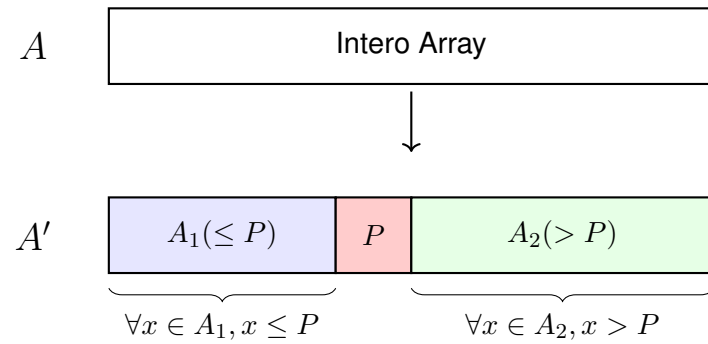 A Intero Array
A′ A₁(≤ P) P A₂(> P)
∀x ∈ A₁, x ≤ P ∀x ∈ A₂, x > P